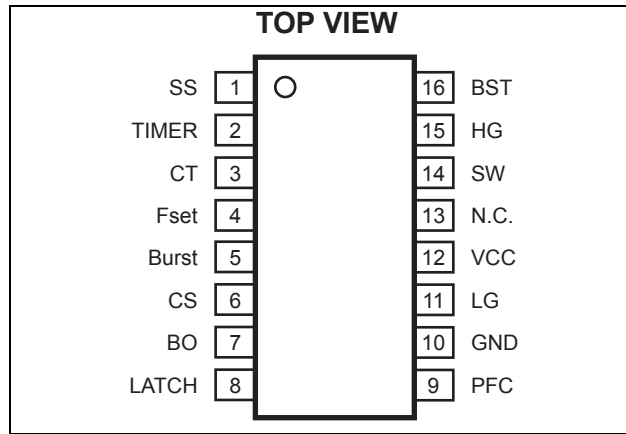 TOP VIEW
SS 1 16 BST
TIMER 2 15 HG
CT 3 14 SW
Fset 4 13 N.C.
Burst 5 12 VCC
CS 6 11 LG
BO 7 10 GND
LATCH 8 9 PFC